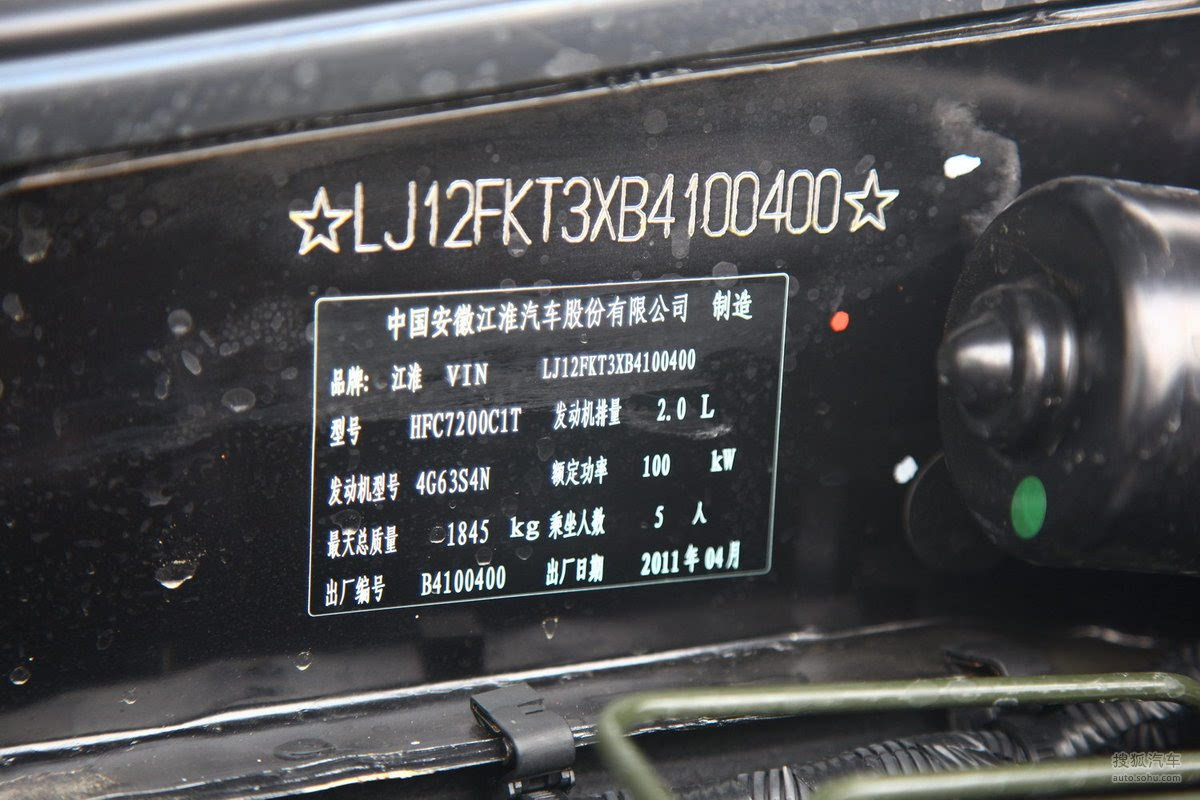 ☆LJ12FKT3XB4100400☆
中国安徽江淮汽车股份有限公司 制造
品牌: 江淮 VIN LJ12FKT3XB4100400
型号 HFC7200C1T 发动机排量 2.0 L
发动机型号 4G63S4N 额定功率 100 kW
最大总质量 1845 kg 乘坐人数 5 人
出厂编号 B4100400 出厂日期 2011年04月
搜狐汽车
auto.sohu.com